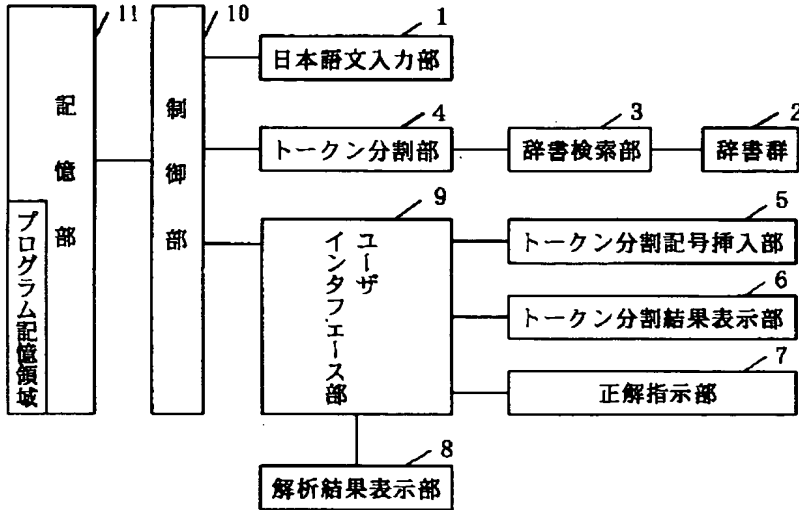 11
10
1
記憶部
制御部
日本語文入力部
4
3
2
トークン分割部
辞書検索部
辞書群
9
5
プログラム記憶領域
ユーザ
インタフェース部
トークン分割記号挿入部
6
トークン分割結果表示部
7
正解指示部
8
解析結果表示部